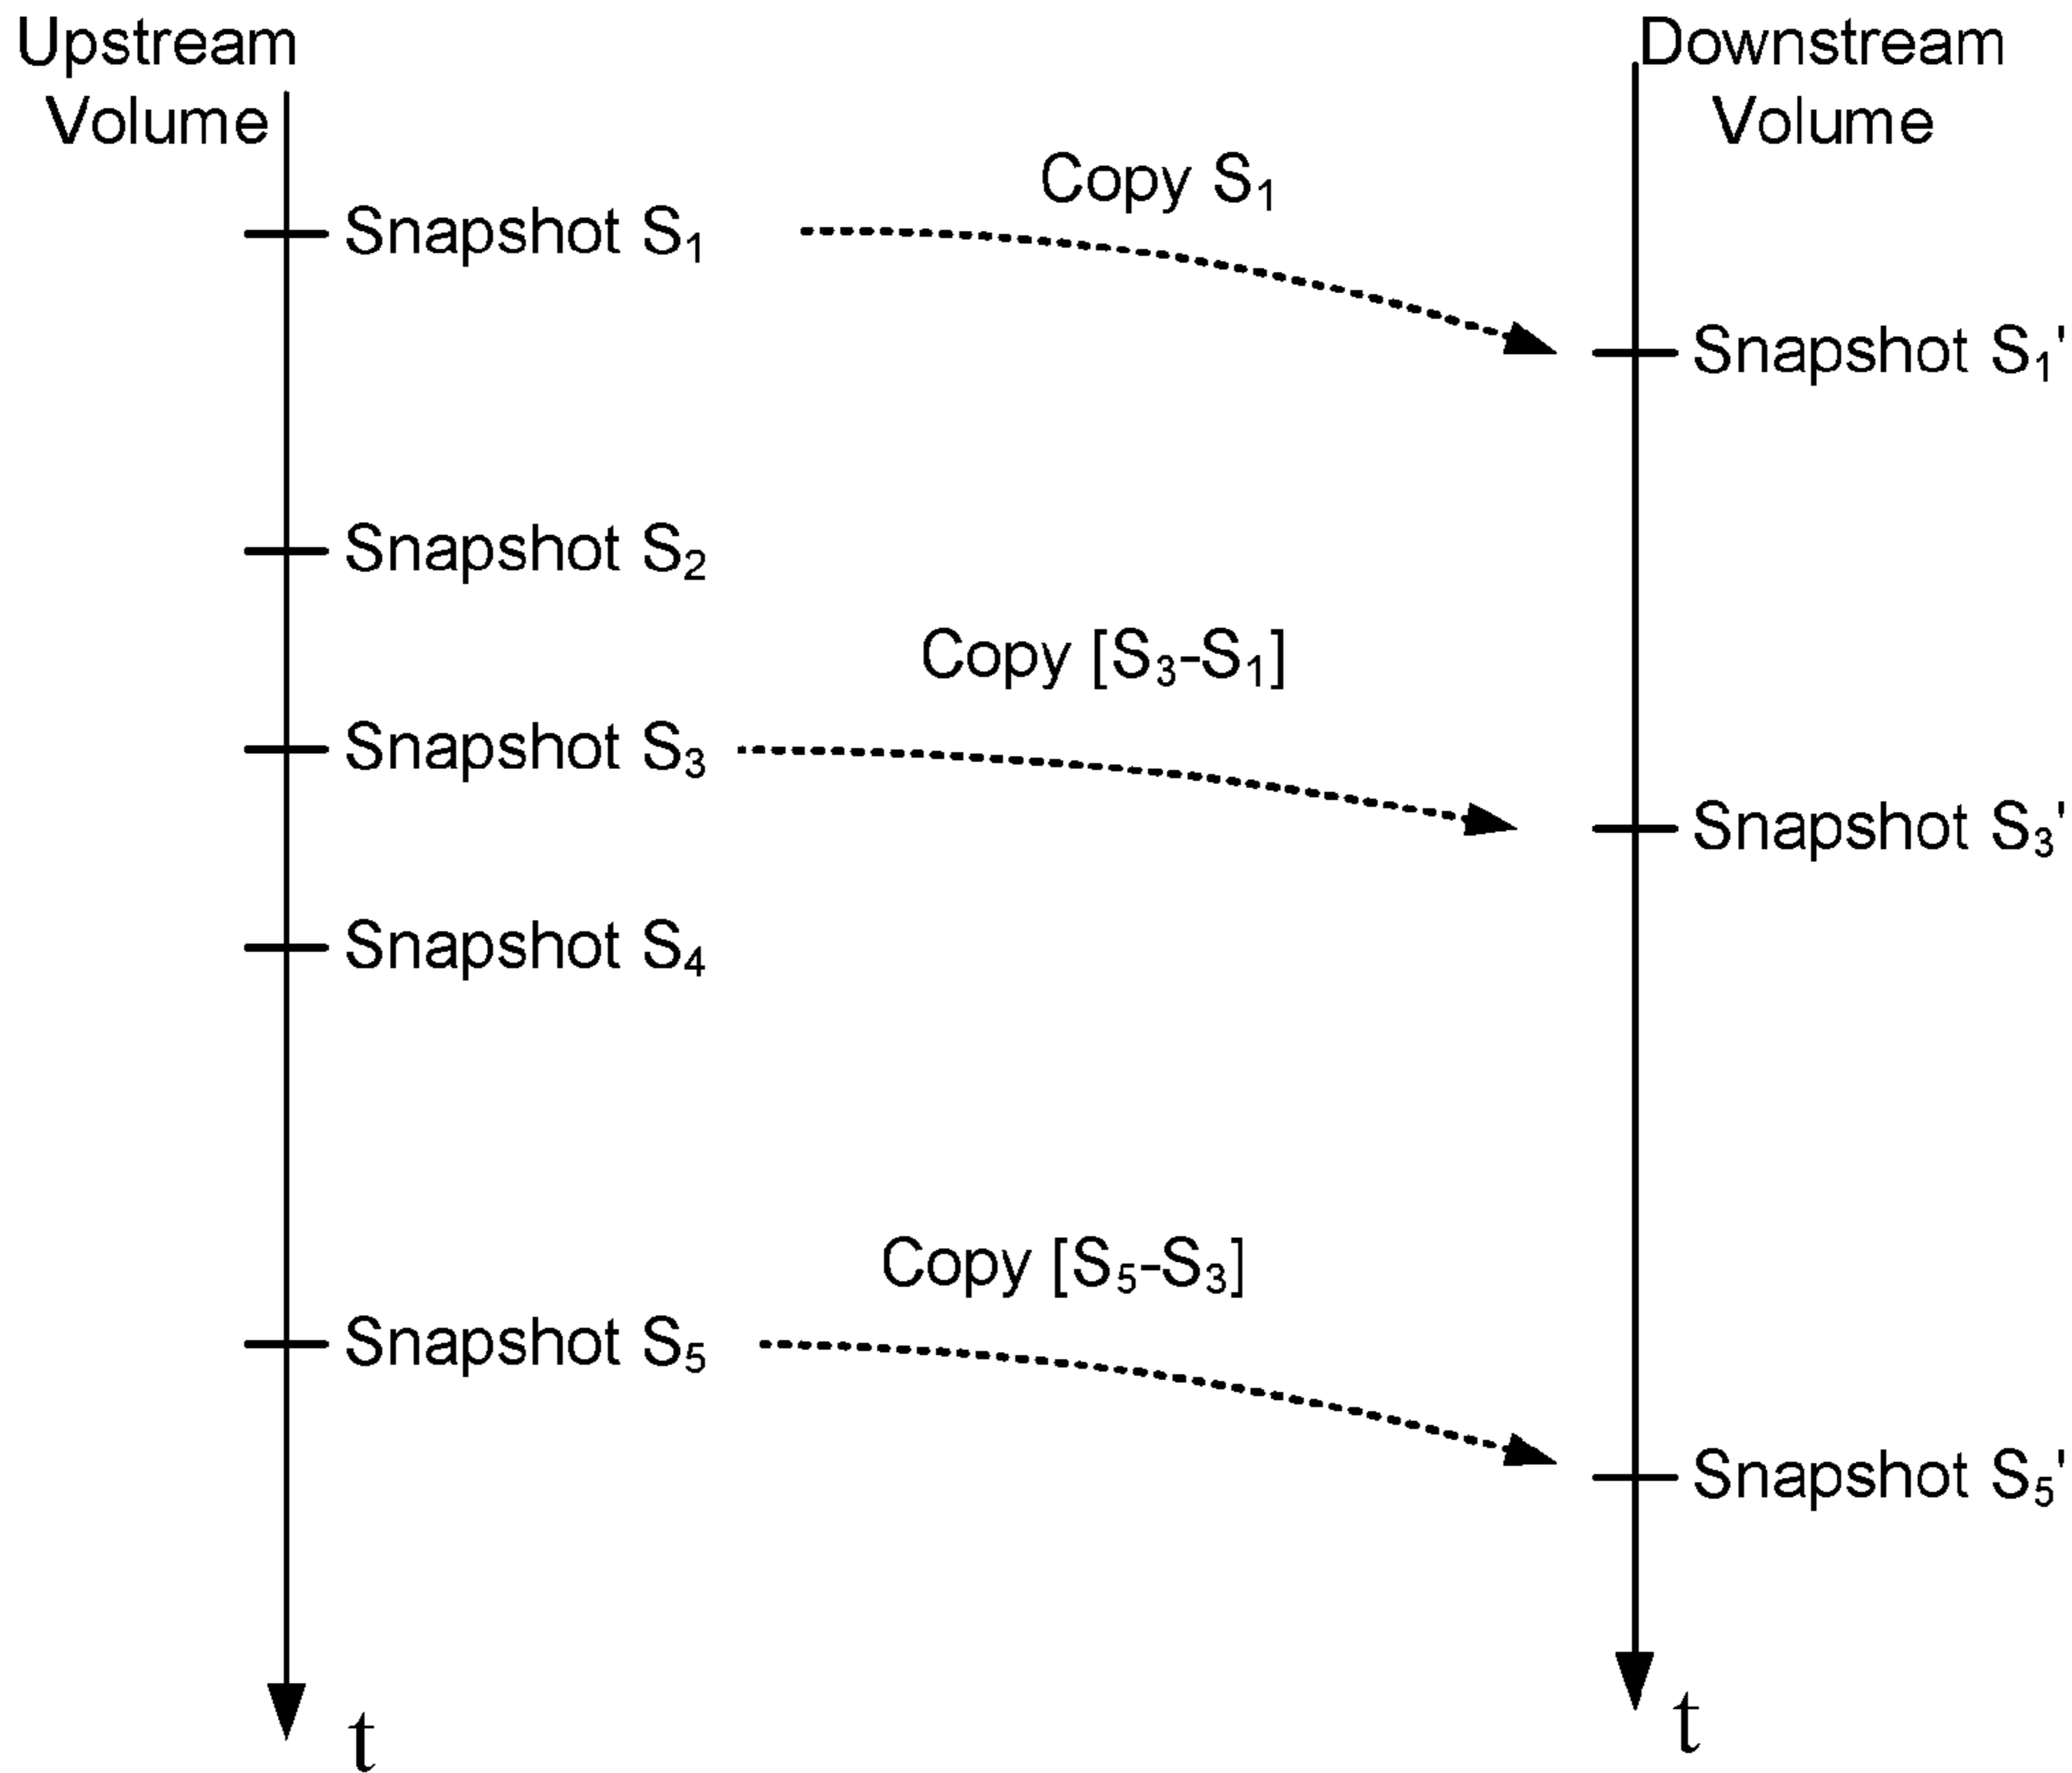 Upstream
Volume
Downstream
Volume
Copy S₁
Snapshot S₁
Snapshot S₁'
Snapshot S₂
Copy [S₃-S₁]
Snapshot S₃
Snapshot S₃'
Snapshot S₄
Copy [S₅-S₃]
Snapshot S₅
Snapshot S₅'
t
t